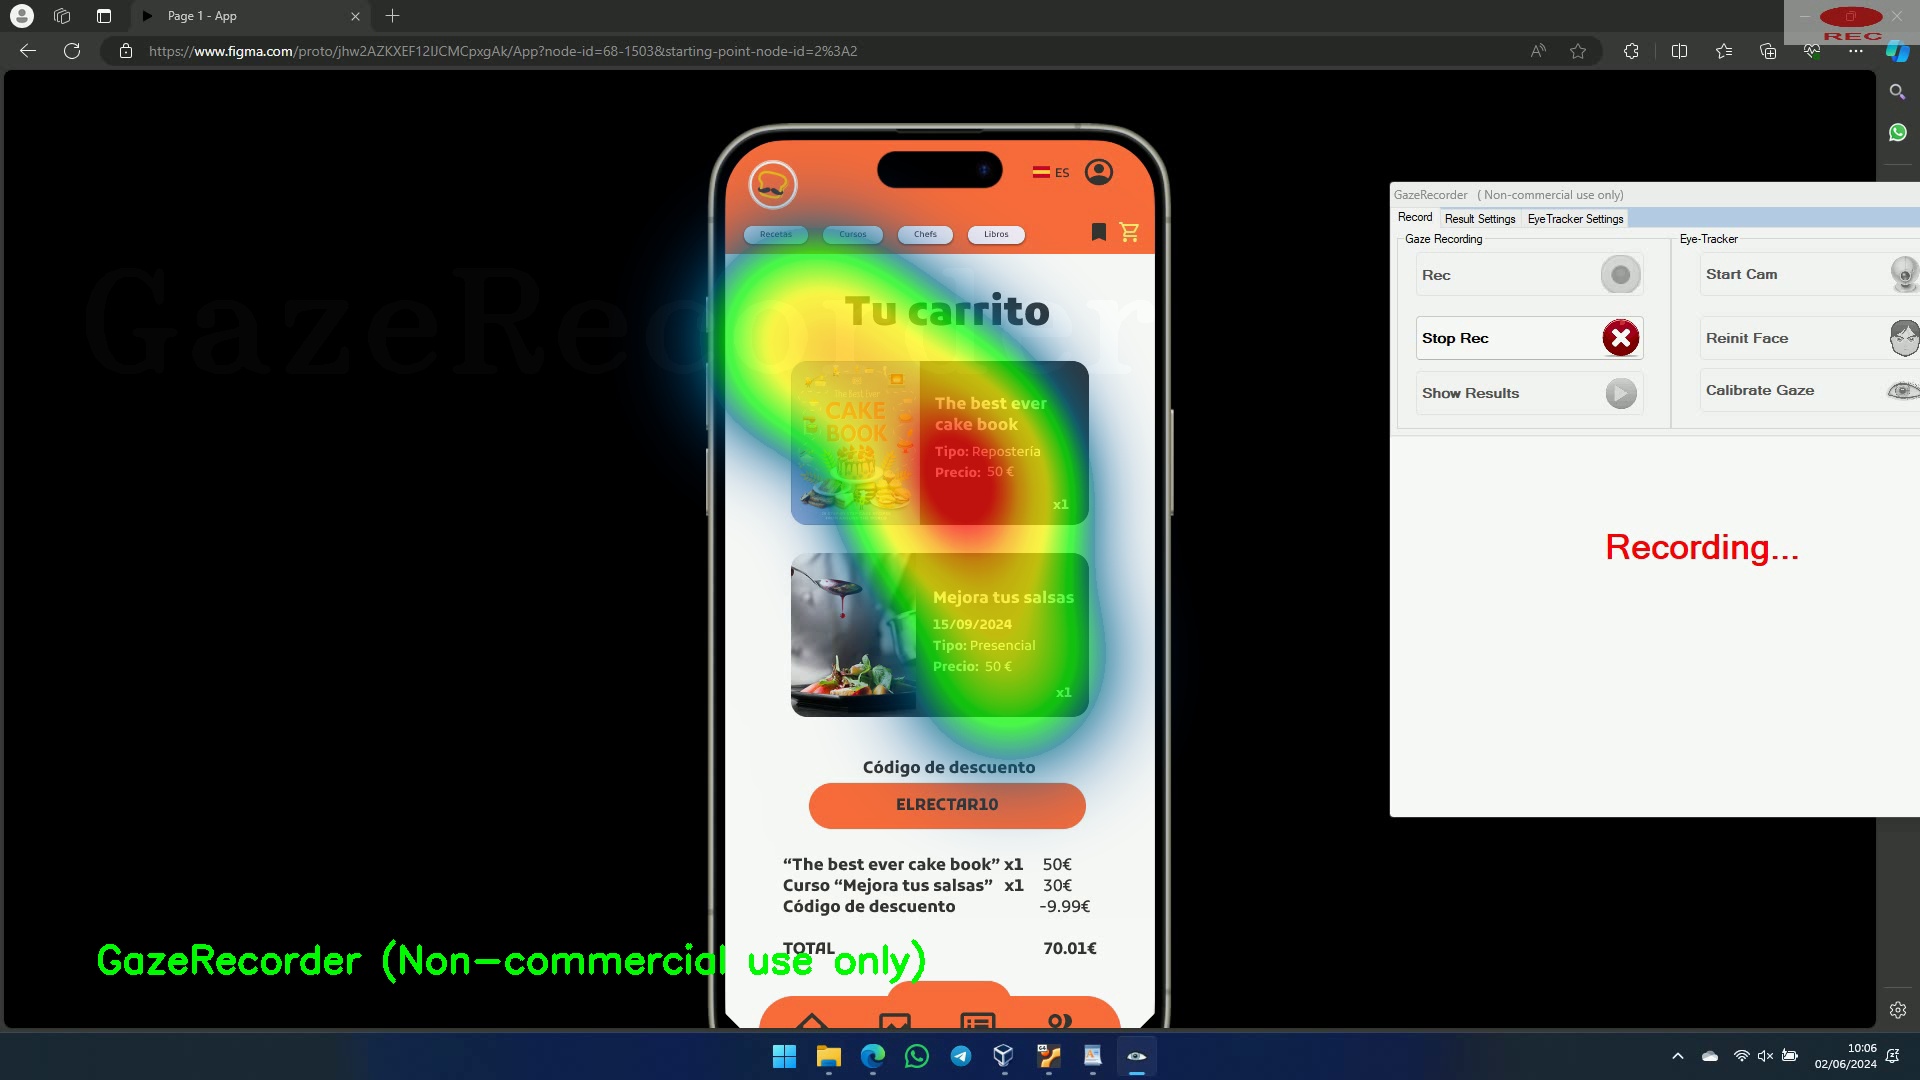 Page 1 - App
https://www.figma.com/proto/jhw2AZKXEF12lJCMCpxgAk/App?node-id=68-1503&starting-point-node-id=2%3A2
REC
ES
Recetas Cursos Chefs Libros
GazeRecorder
Tu carrito
The best ever
CAKE
BOOK
The best ever
cake book
Tipo: Repostería
Precio: 50 €
x1
Mejora tus salsas
15/09/2024
Tipo: Presencial
Precio: 50 €
x1
Código de descuento
ELRECTAR10
“The best ever cake book” x1 50€
Curso “Mejora tus salsas” x1 30€
Código de descuento -9.99€
TOTAL 70.01€
GazeRecorder (Non-commercial use only)
GazeRecorder ( Non-commercial use only)
Record Result Settings EyeTracker Settings
Gaze Recording
Rec
Stop Rec
Show Results
Eye-Tracker
Start Cam
Reinit Face
Calibrate Gaze
Recording...
10:06
02/06/2024